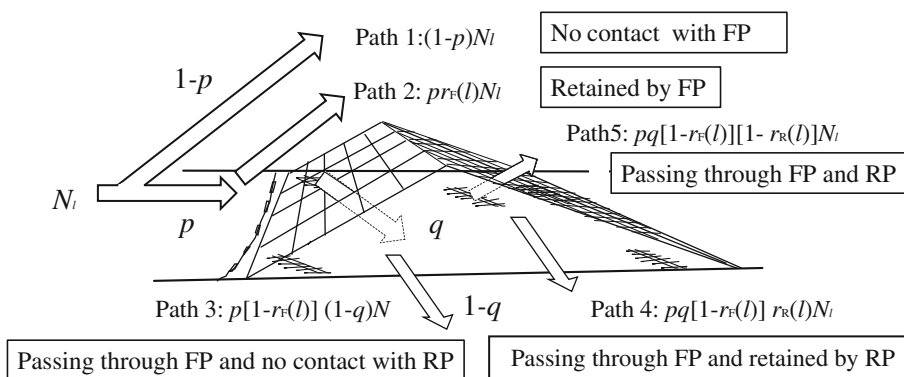 Path 1:(1-p)Nₗ
No contact with FP
1-p
Path 2: prF(l)Nₗ
Retained by FP
Path5: pq[1-rF(l)][1- rR(l)]Nₗ
Passing through FP and RP
Nₗ
p
q
Path 3: p[1-rF(l)] (1-q)N
1-q
Path 4: pq[1-rF(l)] rR(l)Nₗ
Passing through FP and no contact with RP
Passing through FP and retained by RP